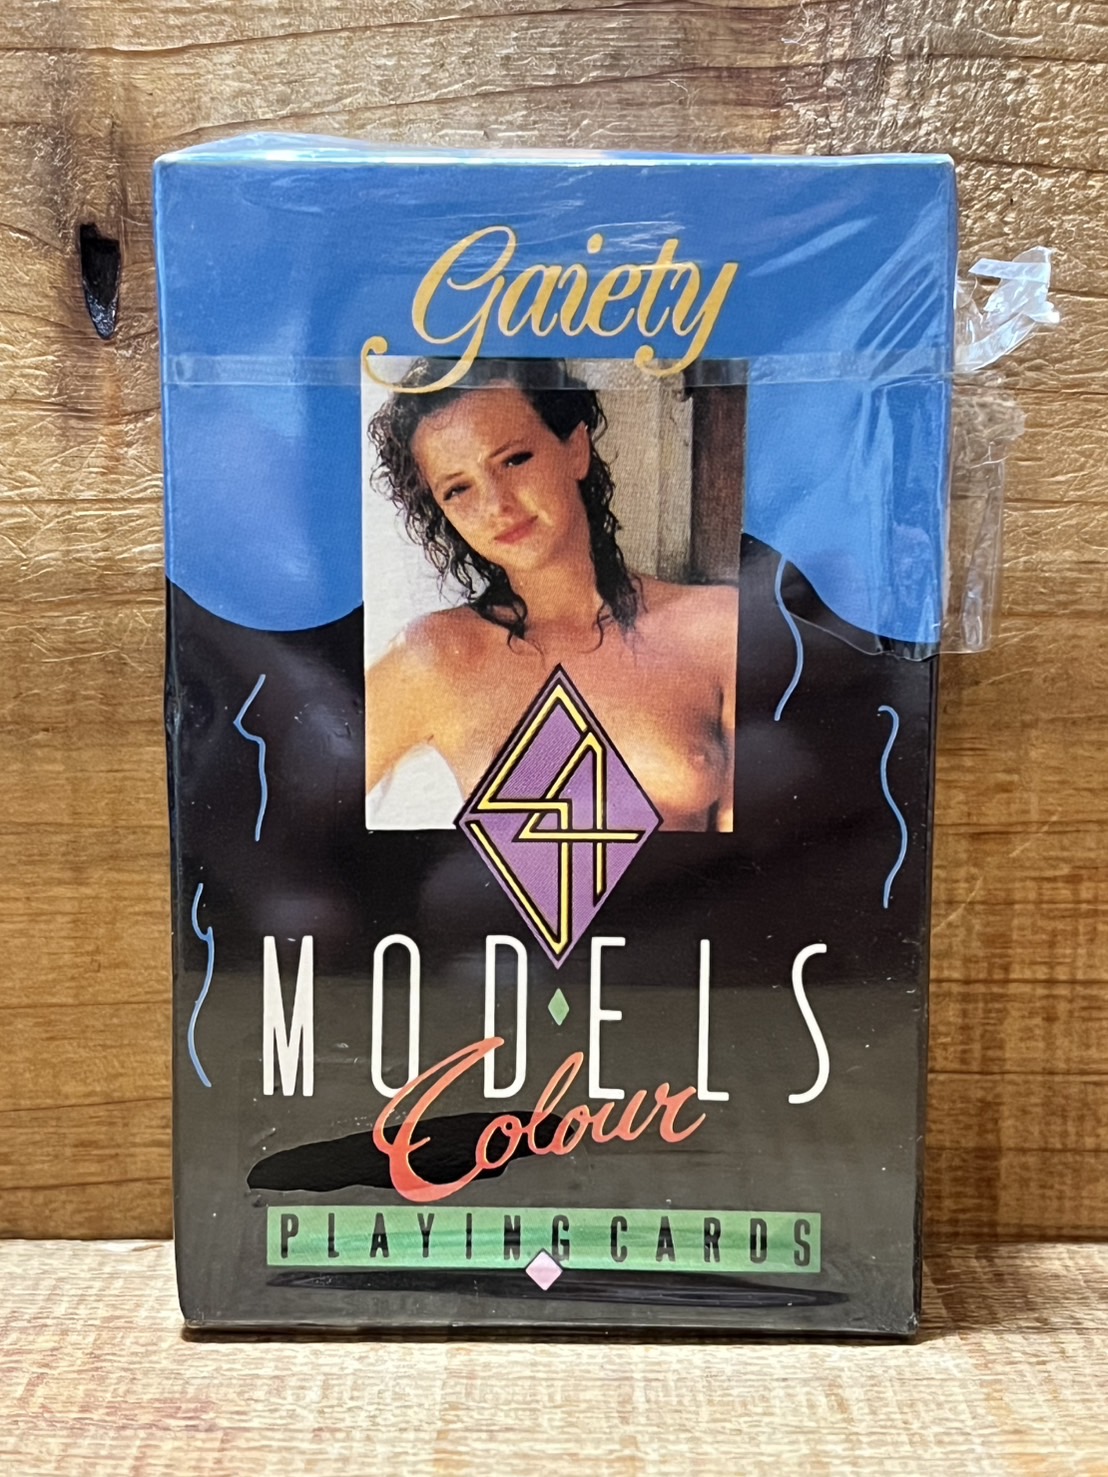 Gaiety
54
MODELS
Colour
PLAYING CARDS